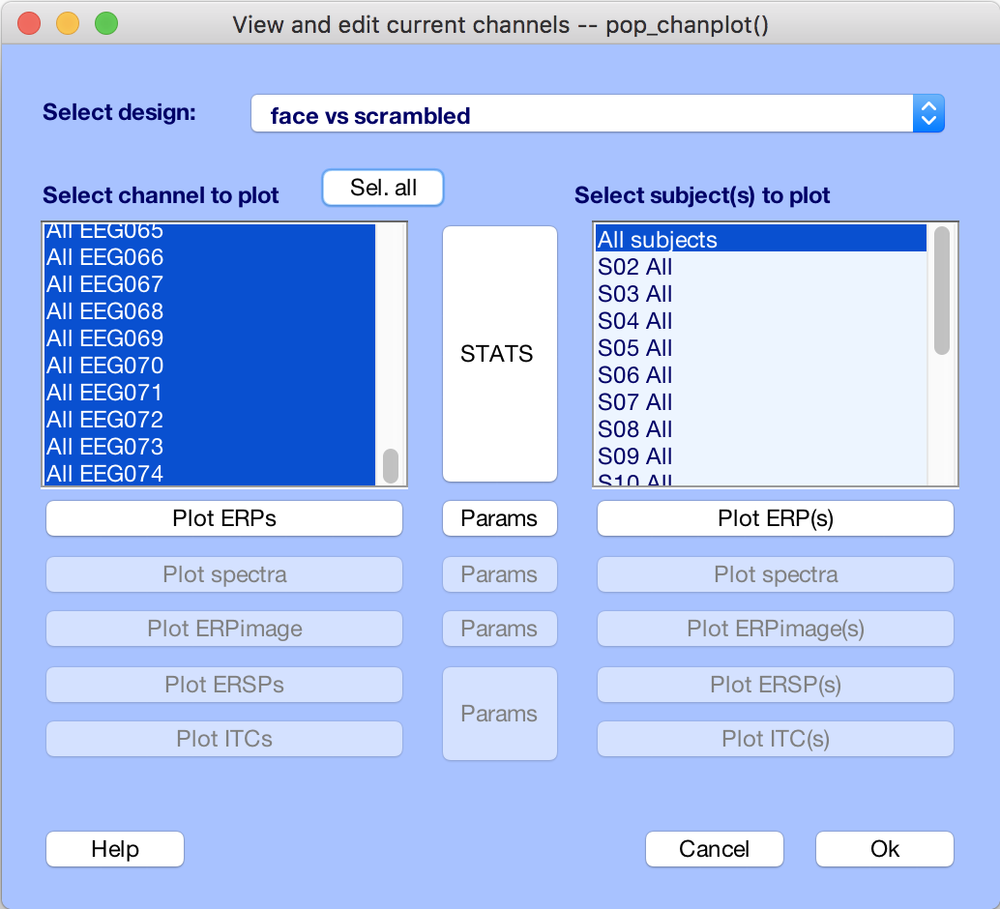 View and edit current channels -- pop_chanplot()
Select design:
face vs scrambled
Select channel to plot
Sel. all
Select subject(s) to plot
All EEG065
All EEG066
All EEG067
All EEG068
All EEG069
All EEG070
All EEG071
All EEG072
All EEG073
All EEG074
STATS
All subjects
S02 All
S03 All
S04 All
S05 All
S06 All
S07 All
S08 All
S09 All
S10 All
Plot ERPs
Params
Plot ERP(s)
Plot spectra
Params
Plot spectra
Plot ERPimage
Params
Plot ERPimage(s)
Plot ERSPs
Params
Plot ERSP(s)
Plot ITCs
Plot ITC(s)
Help
Cancel
Ok